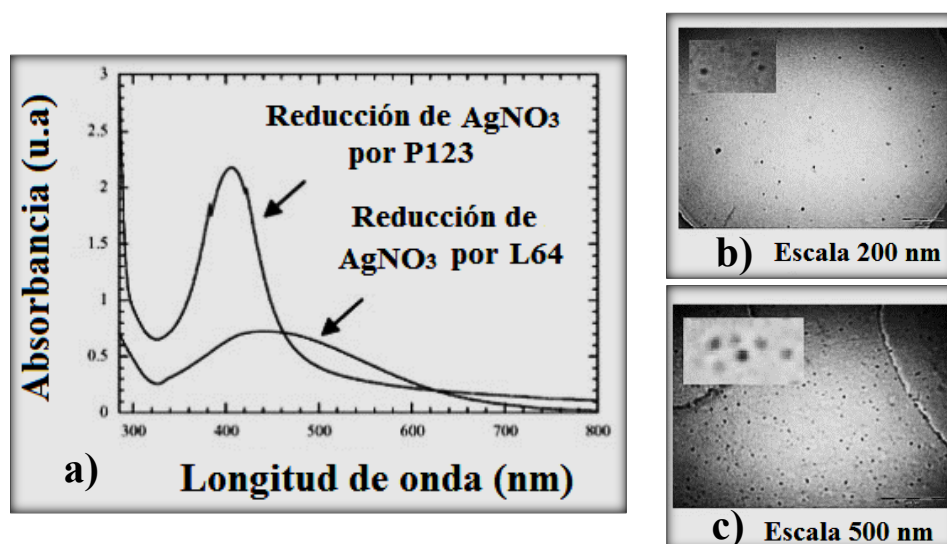 3
2.5
2
1.5
1
0.5
0
Absorbancia (u.a)
Reducción de AgNO3
por P123
Reducción de
AgNO3 por L64
300 400 500 600 700 800
a)
Longitud de onda (nm)
b) Escala 200 nm
c) Escala 500 nm